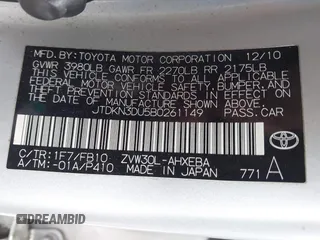 MFD.BY:TOYOTA MOTOR CORPORATION 12/10
GVWR 3980LB GAWR FR 2270LB RR 2175LB
THIS VEHICLE CONFORMS TO ALL APPLICABLE
FEDERAL MOTOR VEHICLE SAFETY, BUMPER, AND
THEFT PREVENTION STANDARDS IN EFFECT ON
THE DATE OF MANUFACTURE SHOWN ABOVE.
JTDKN3DU5B0261149 PASS. CAR
TOYOTA
C/TR:1F7/FB10 ZVW30L-AHXEBA
A/TM:-01A/P410 MADE IN JAPAN 771 A
DREAMBID